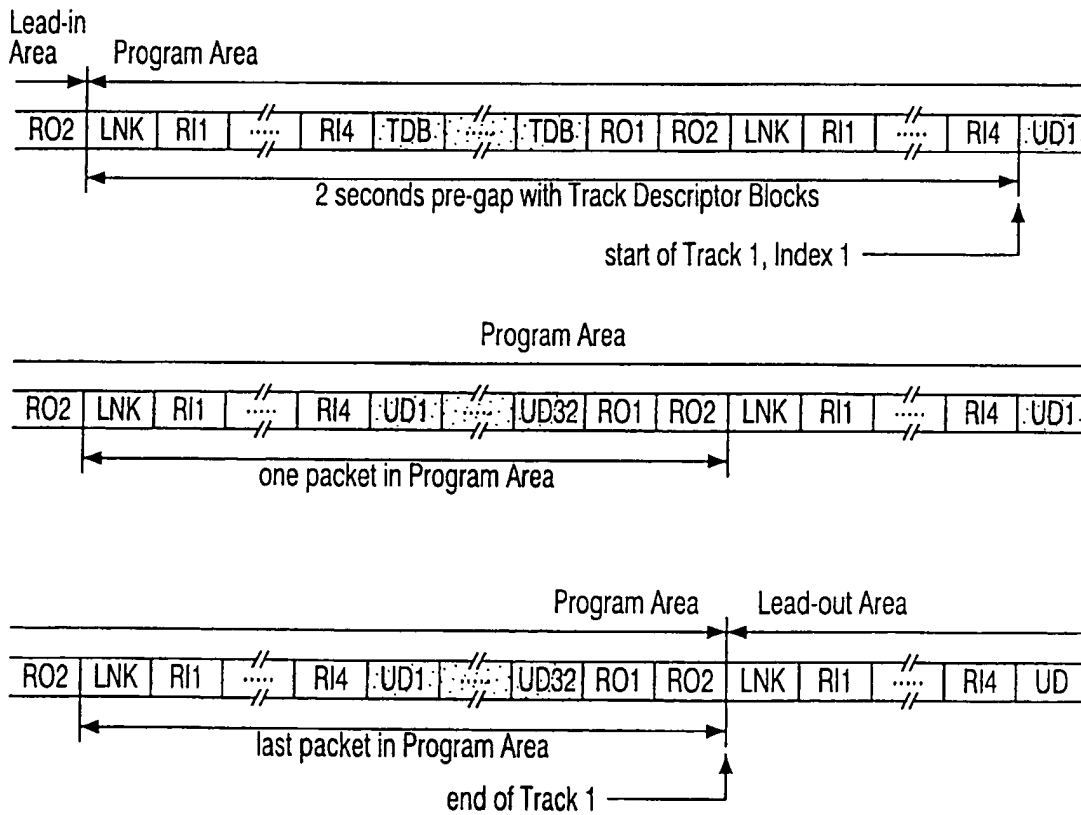 Lead-in
Area
Program Area
RO2 LNK RI1 ..... RI4 TDB ..... TDB RO1 RO2 LNK RI1 ..... RI4 UD1
2 seconds pre-gap with Track Descriptor Blocks
start of Track 1, Index 1
Program Area
RO2 LNK RI1 ..... RI4 UD1 ..... UD32 RO1 RO2 LNK RI1 ..... RI4 UD1
one packet in Program Area
Program Area Lead-out Area
RO2 LNK RI1 ..... RI4 UD1 ..... UD32 RO1 RO2 LNK RI1 ..... RI4 UD
last packet in Program Area
end of Track 1